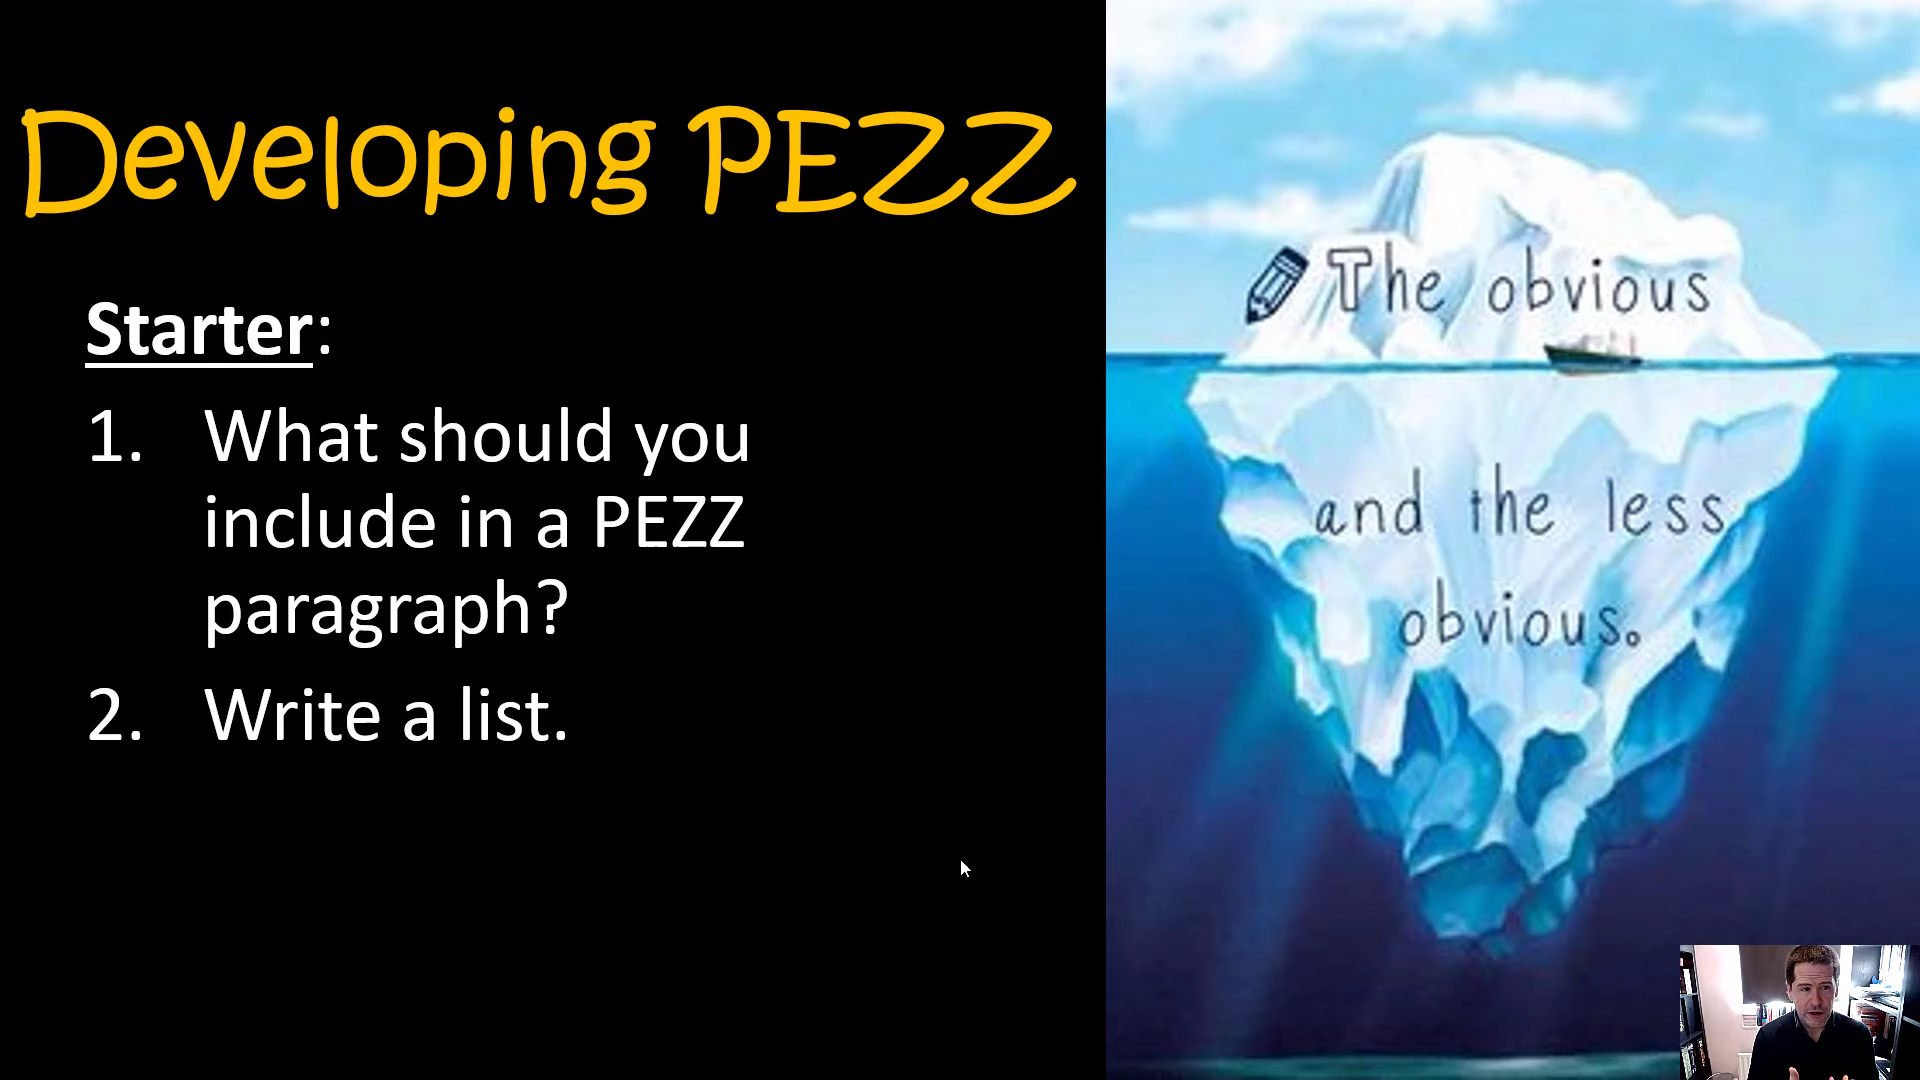 Developing PEZZ
Starter:
1. What should you
include in a PEZZ
paragraph?
2. Write a list.
The obvious
and the less
obvious.